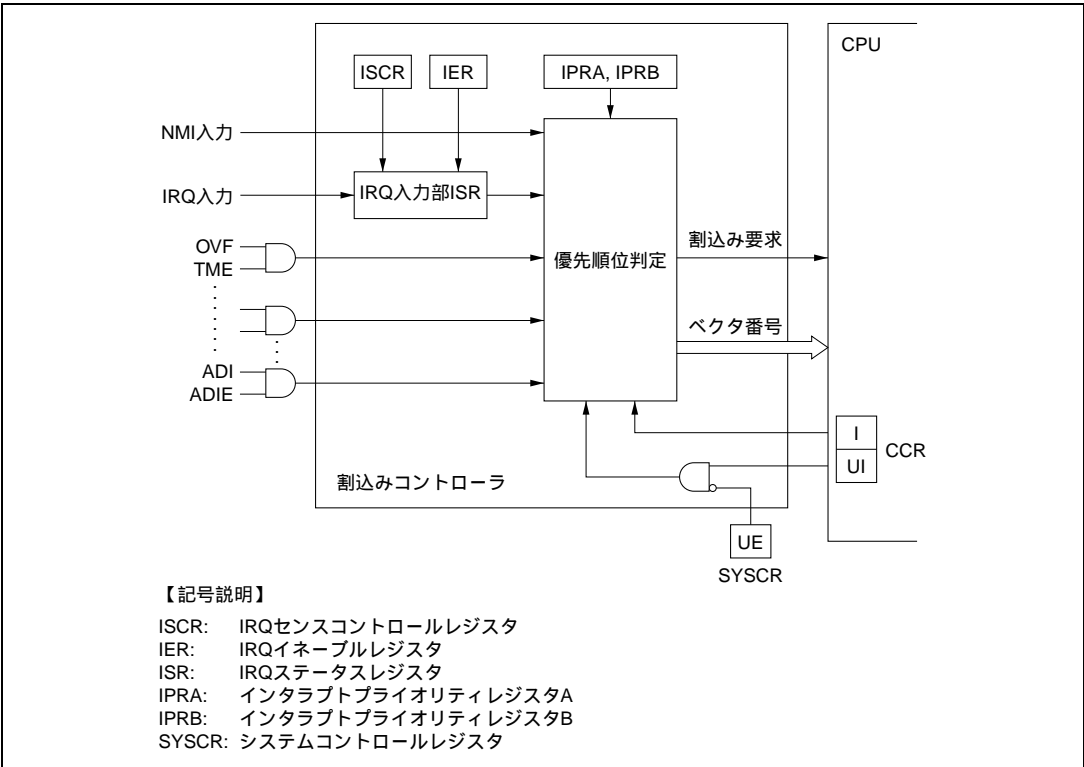 CPU
ISCR
IER
IPRA, IPRB
NMI入力
IRQ入力
IRQ入力部ISR
OVF
TME
優先順位判定
割込み要求
ベクタ番号
ADI
ADIE
I
UI
CCR
割込みコントローラ
UE
SYSCR
【記号説明】
ISCR: IRQセンスコントロールレジスタ
IER: IRQイネーブルレジスタ
ISR: IRQステータスレジスタ
IPRA: インタラプトプライオリティレジスタA
IPRB: インタラプトプライオリティレジスタB
SYSCR: システムコントロールレジスタ